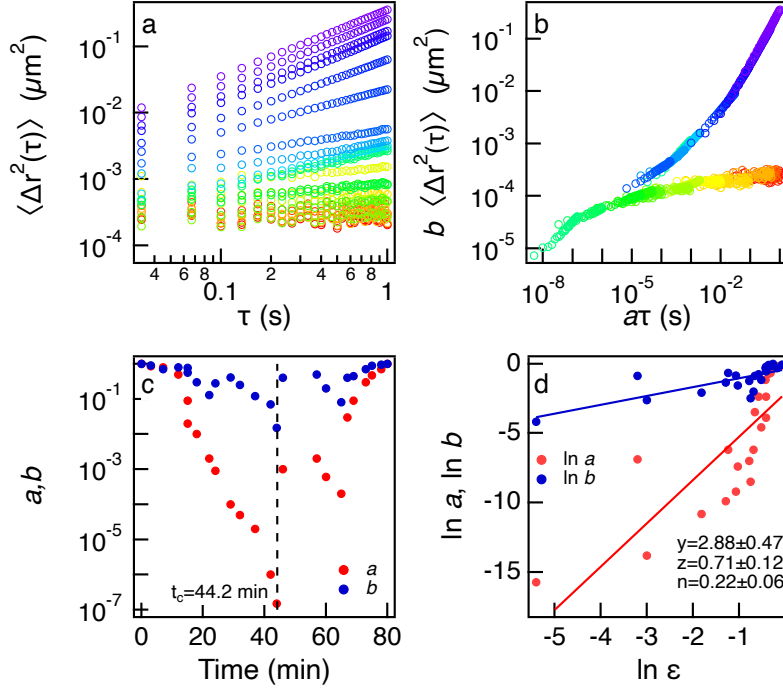 a
⟨Δr²(τ)⟩ (μm²)
10⁻¹
10⁻²
10⁻³
10⁻⁴
4 6 8 2 4 6 8
0.1 1
τ (s)
b
b ⟨Δr²(τ)⟩ (μm²)
10⁻¹
10⁻²
10⁻³
10⁻⁴
10⁻⁵
10⁻⁸ 10⁻⁵ 10⁻²
aτ (s)
c
a,b
10⁻¹
10⁻³
10⁻⁵
10⁻⁷
t_c=44.2 min
a
b
0 20 40 60 80
Time (min)
d
ln a, ln b
0
-5
-10
-15
ln a
ln b
y=2.88±0.47
z=0.71±0.12
n=0.22±0.06
-5 -4 -3 -2 -1 0
ln ε